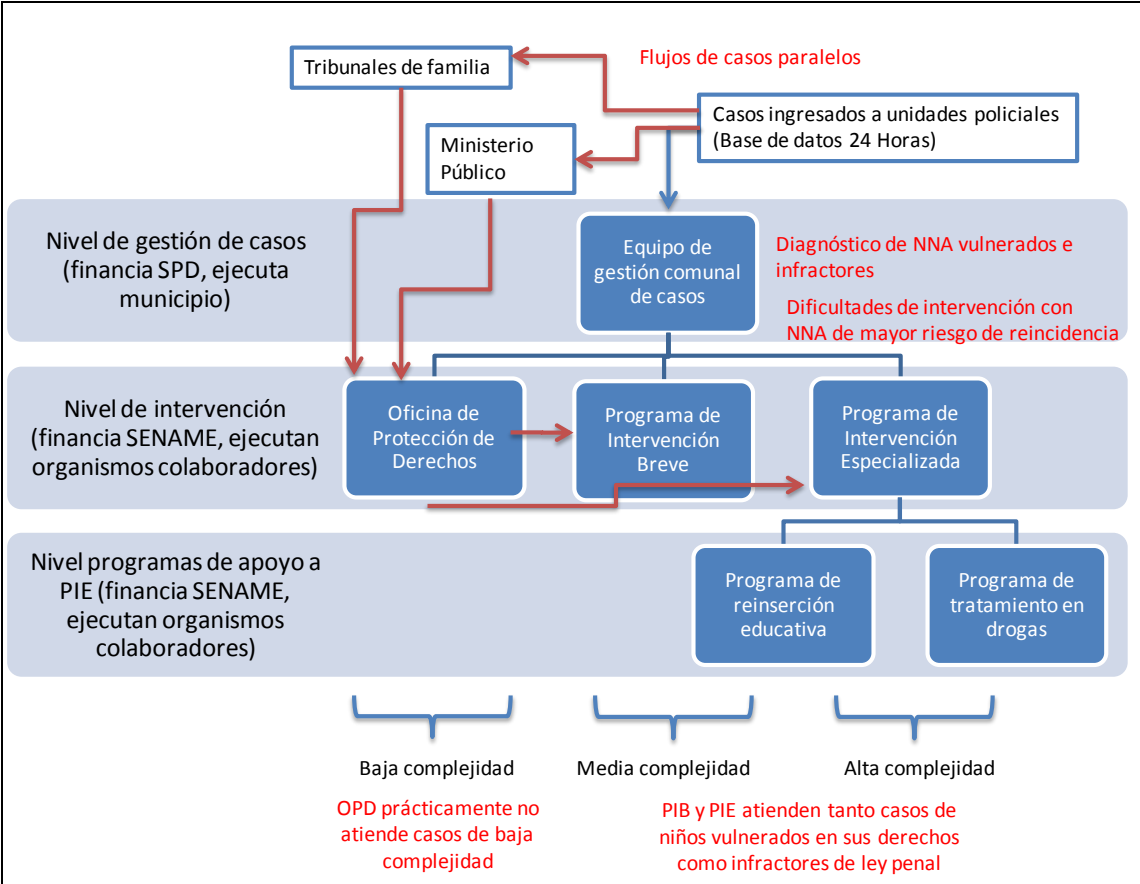 Tribunales de familia
Flujos de casos paralelos
Casos ingresados a unidades policiales
(Base de datos 24 Horas)
Ministerio
Público
Nivel de gestión de casos
(financia SPD, ejecuta
municipio)
Equipo de
gestión comunal
de casos
Diagnóstico de NNA vulnerados e
infractores
Dificultades de intervención con
NNA de mayor riesgo de reincidencia
Nivel de intervención
(financia SENAME, ejecutan
organismos colaboradores)
Oficina de
Protección de
Derechos
Programa de
Intervención
Breve
Programa de
Intervención
Especializada
Nivel programas de apoyo a
PIE (financia SENAME,
ejecutan organismos
colaboradores)
Programa de
reinserción
educativa
Programa de
tratamiento en
drogas
Baja complejidad
Media complejidad
Alta complejidad
OPD prácticamente no
atiende casos de baja
complejidad
PIB y PIE atienden tanto casos de
niños vulnerados en sus derechos
como infractores de ley penal